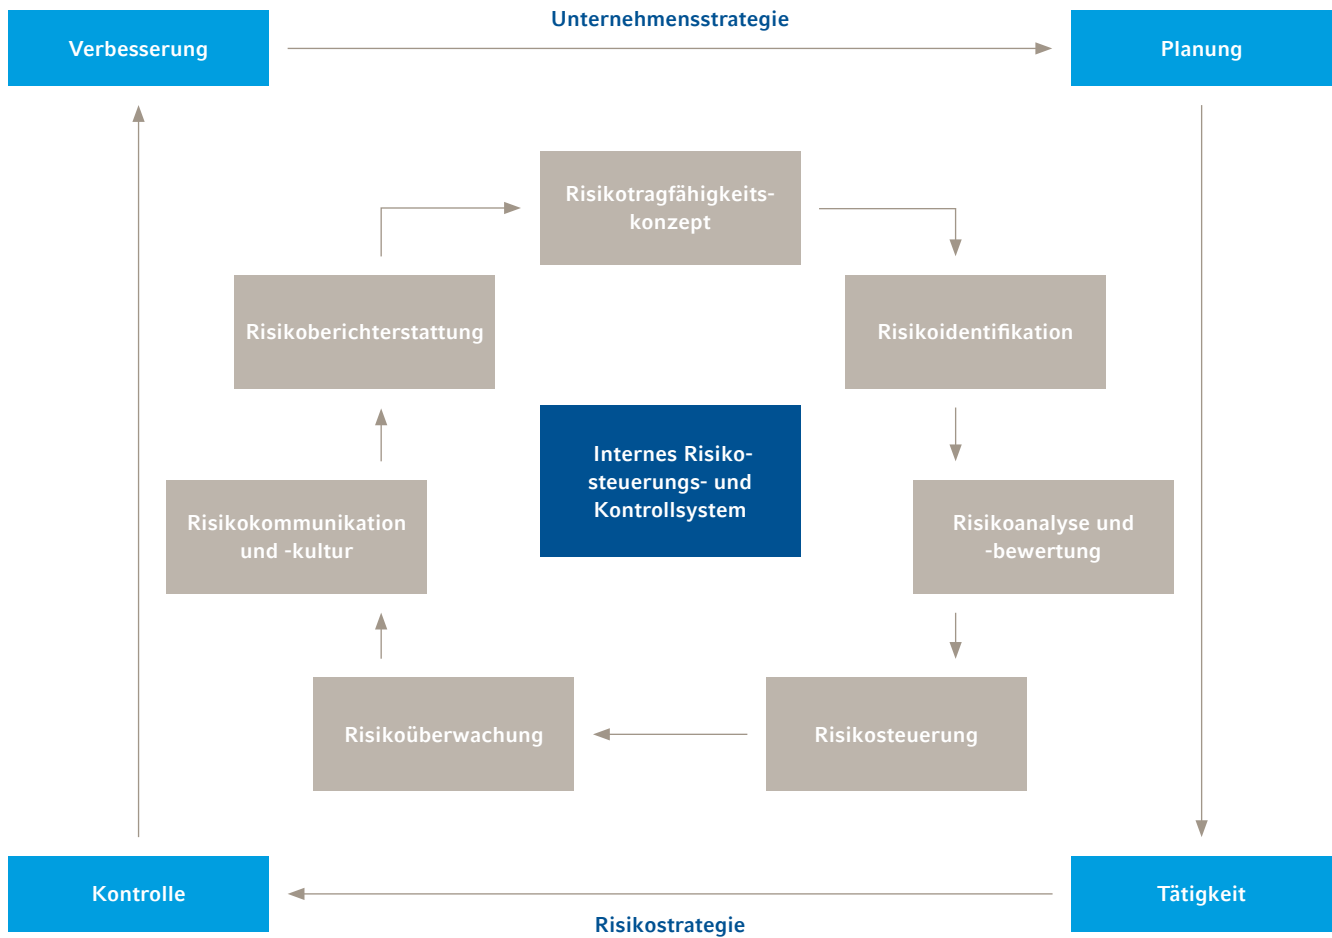 Unternehmensstrategie
Verbesserung
Planung
Risikotragfähigkeits-
konzept
Risikoberichterstattung
Risikoidentifikation
Internes Risiko-
steuerungs- und
Kontrollsystem
Risikokommunikation
und -kultur
Risikoanalyse und
-bewertung
Risikoüberwachung
Risikosteuerung
Kontrolle
Tätigkeit
Risikostrategie